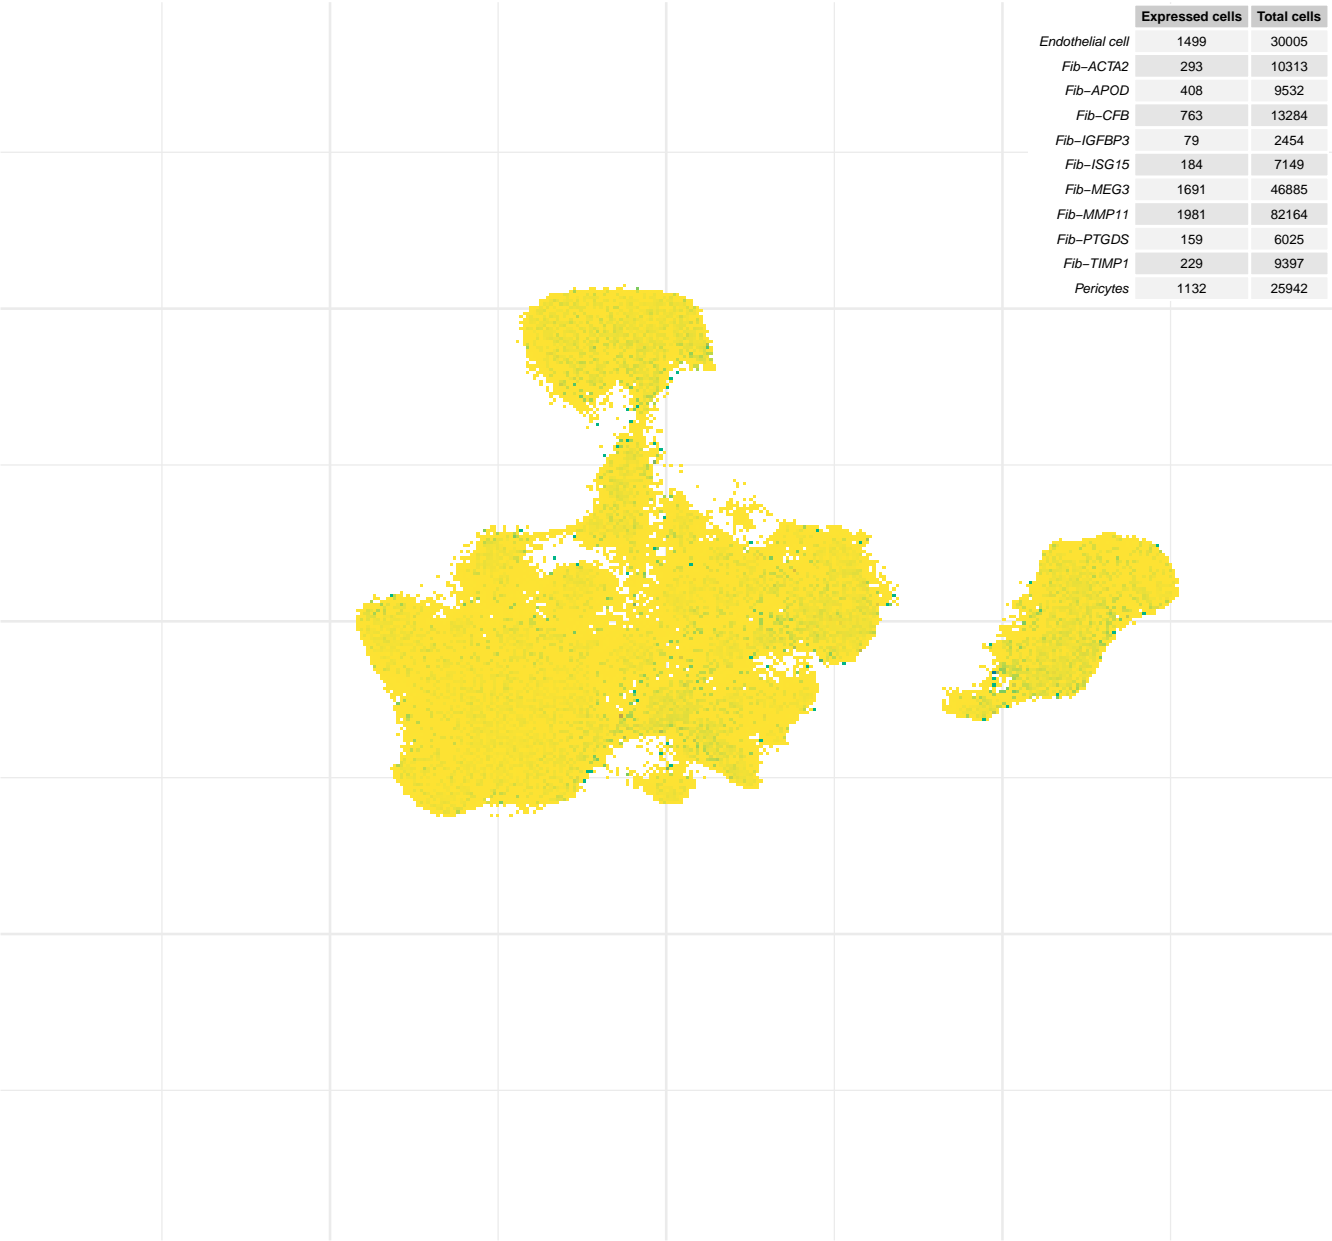 Expressed cells Total cells
Endothelial cell 1499 30005
Fib−ACTA2 293 10313
Fib−APOD 408 9532
Fib−CFB 763 13284
Fib−IGFBP3 79 2454
Fib−ISG15 184 7149
Fib−MEG3 1691 46885
Fib−MMP11 1981 82164
Fib−PTGDS 159 6025
Fib−TIMP1 229 9397
Pericytes 1132 25942